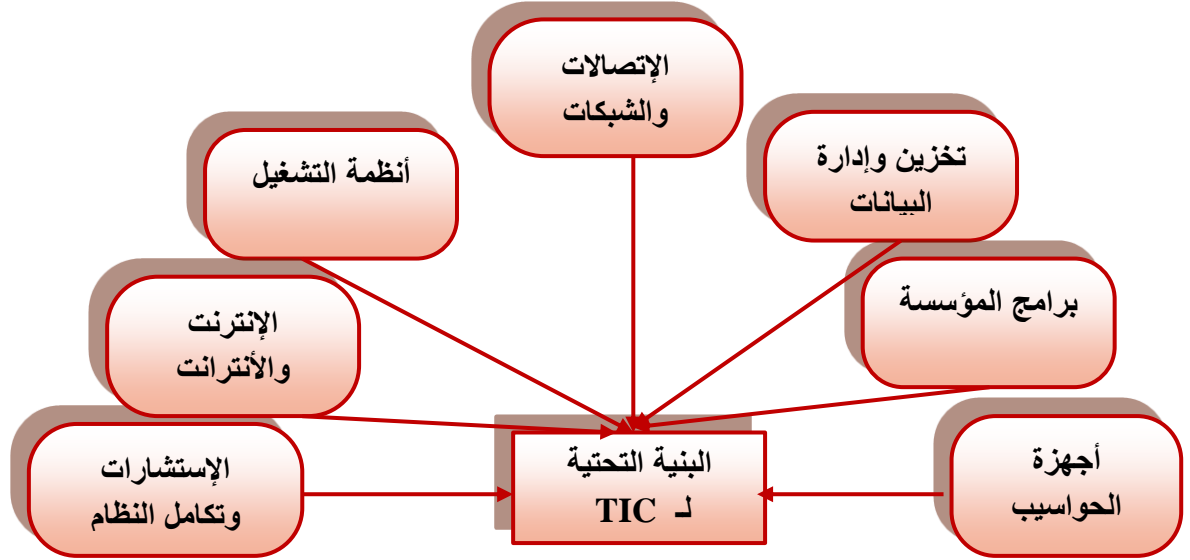 الإتصالات
والشبكات
تخزين وإدارة
البيانات
أنظمة التشغيل
برامج المؤسسة
الإنترنت
والأنترانت
أجهزة
الحواسيب
البنية التحتية
لـ TIC
الإستشارات
وتكامل النظام